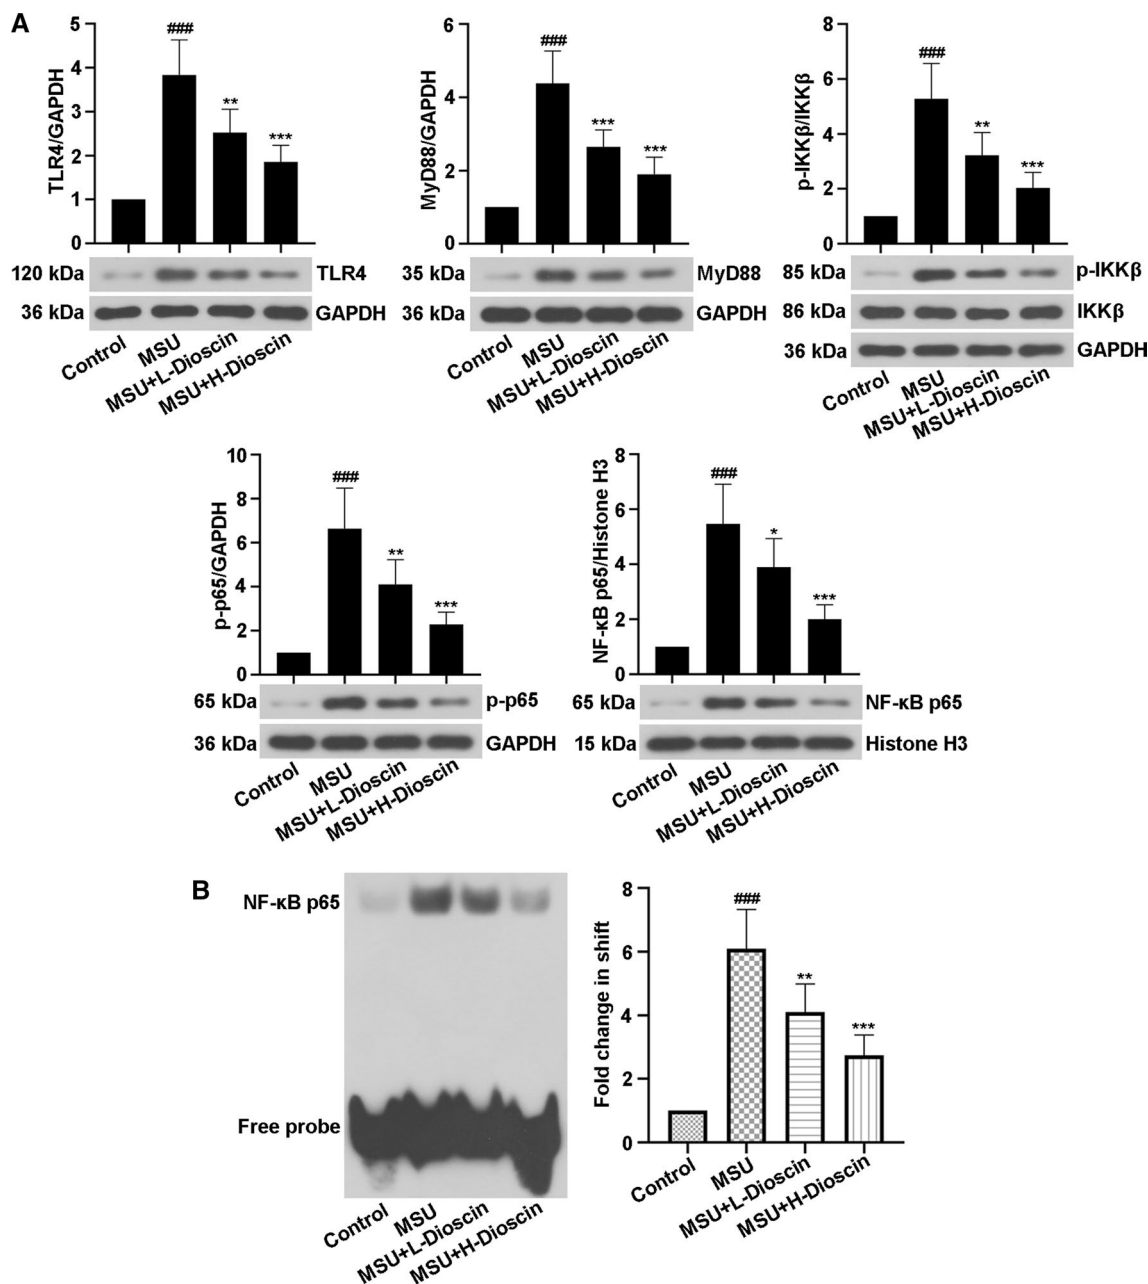 A
TLR4/GAPDH
5
4
3
2
1
0
###
**
***
120 kDa
TLR4
36 kDa
GAPDH
Control
MSU
MSU+L-Dioscin
MSU+H-Dioscin
MyD88/GAPDH
6
4
2
0
###
***
***
35 kDa
MyD88
36 kDa
GAPDH
Control
MSU
MSU+L-Dioscin
MSU+H-Dioscin
p-IKKβ/IKKβ
8
6
4
2
0
###
**
***
85 kDa
p-IKKβ
86 kDa
IKKβ
36 kDa
GAPDH
Control
MSU
MSU+L-Dioscin
MSU+H-Dioscin
p-p65/GAPDH
10
8
6
4
2
0
###
**
***
65 kDa
p-p65
36 kDa
GAPDH
Control
MSU
MSU+L-Dioscin
MSU+H-Dioscin
NF-κB p65/Histone H3
8
6
4
2
0
###
*
***
65 kDa
NF-κB p65
15 kDa
Histone H3
Control
MSU
MSU+L-Dioscin
MSU+H-Dioscin
B
NF-κB p65
Free probe
Control
MSU
MSU+L-Dioscin
MSU+H-Dioscin
Fold change in shift
8
6
4
2
0
###
**
***
Control
MSU
MSU+L-Dioscin
MSU+H-Dioscin